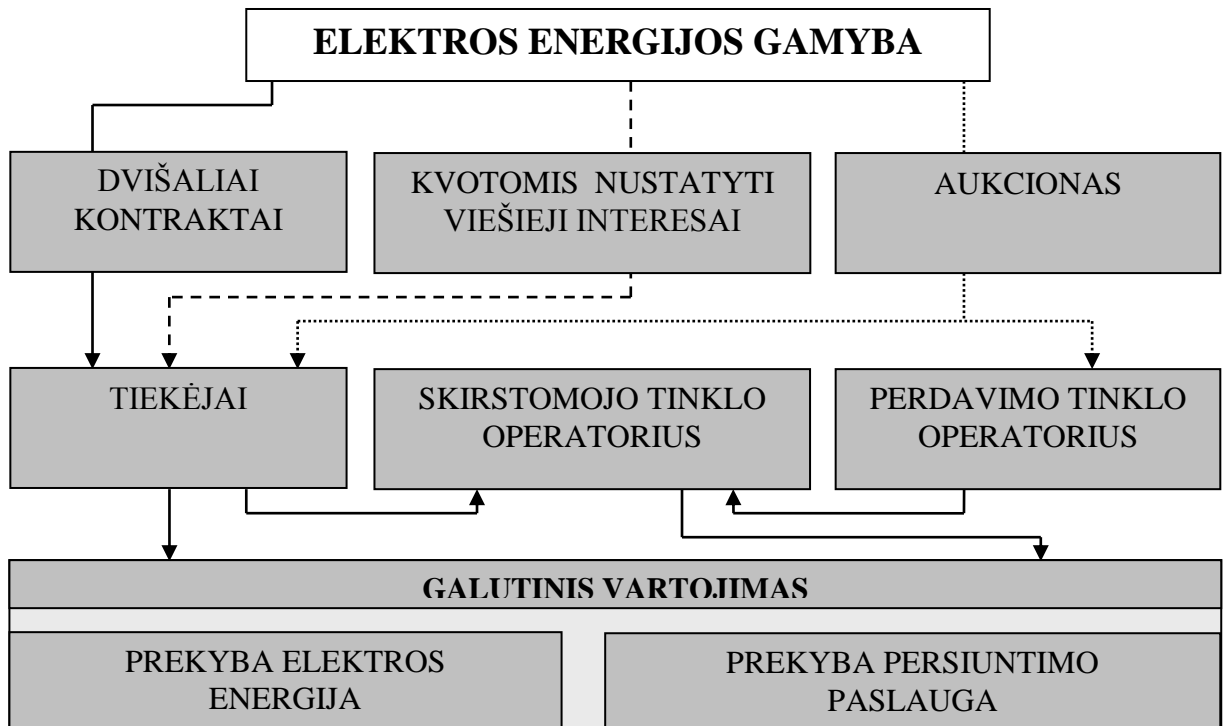 ELEKTROS ENERGIJOS GAMYBA
DVIŠALIAI
KONTRAKTAI
KVOTOMIS NUSTATYTI
VIEŠIEJI INTERESAI
AUKCIONAS
TIEKĖJAI
SKIRSTOMOJO TINKLO
OPERATORIUS
PERDAVIMO TINKLO
OPERATORIUS
GALUTINIS VARTOJIMAS
PREKYBA ELEKTROS
ENERGIJA
PREKYBA PERSIUNTIMO
PASLAUGA